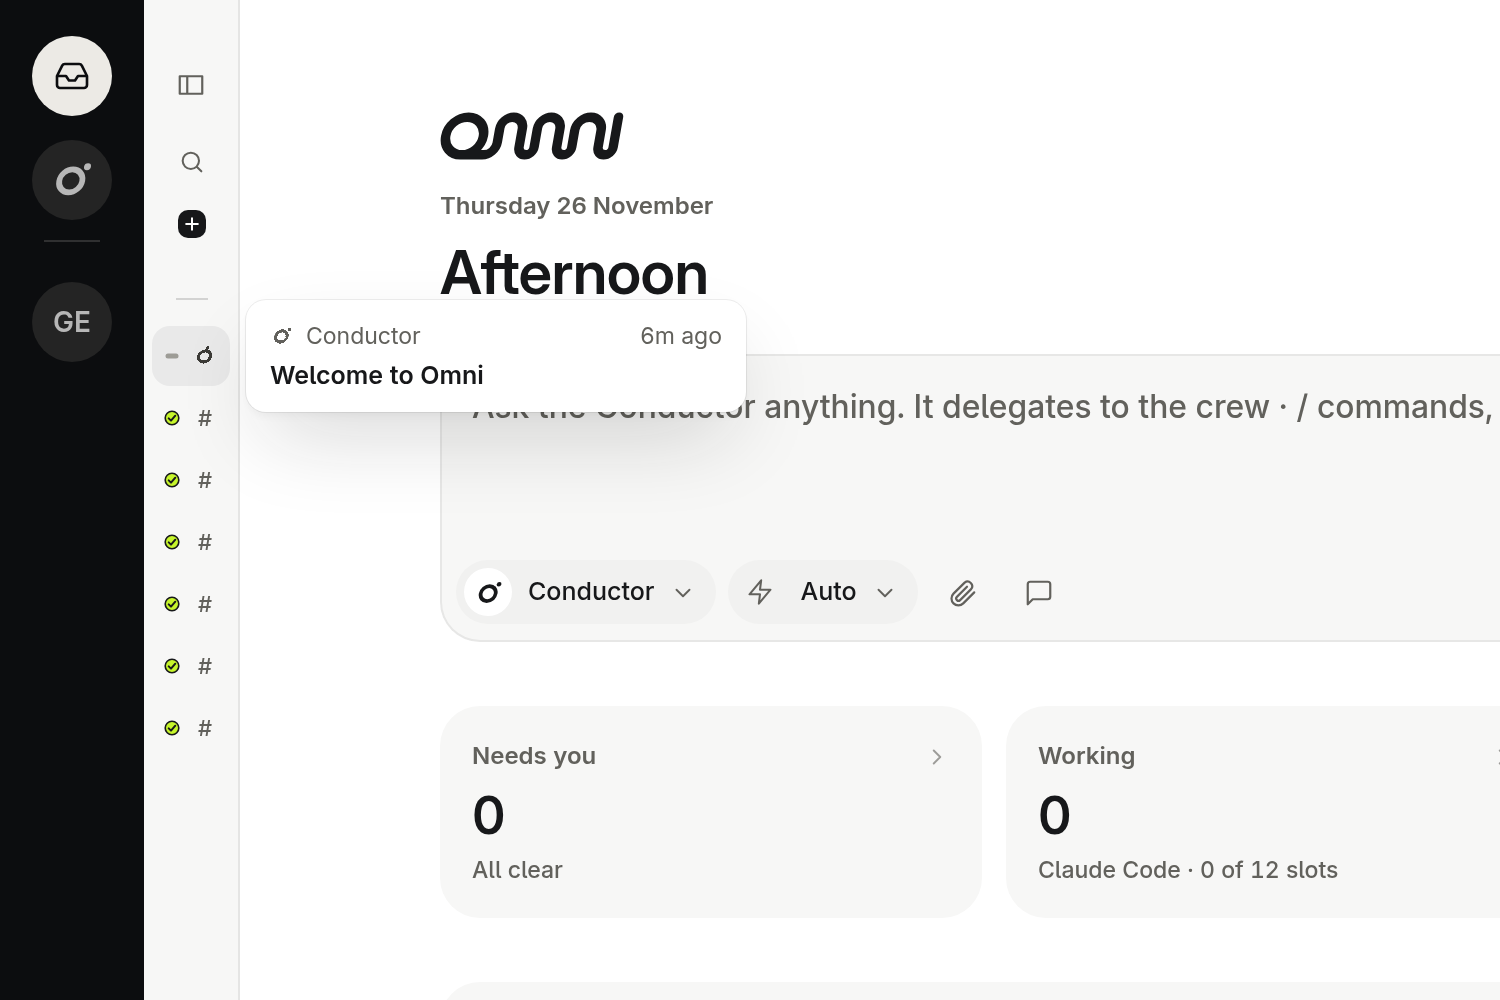 omni
Thursday 26 November
Afternoon
GE
Conductor 6m ago
Welcome to Omni
anything. It delegates to the crew · / commands,
#
#
#
#
#
#
Conductor Auto
Needs you
0
All clear
Working
0
Claude Code · 0 of 12 slots